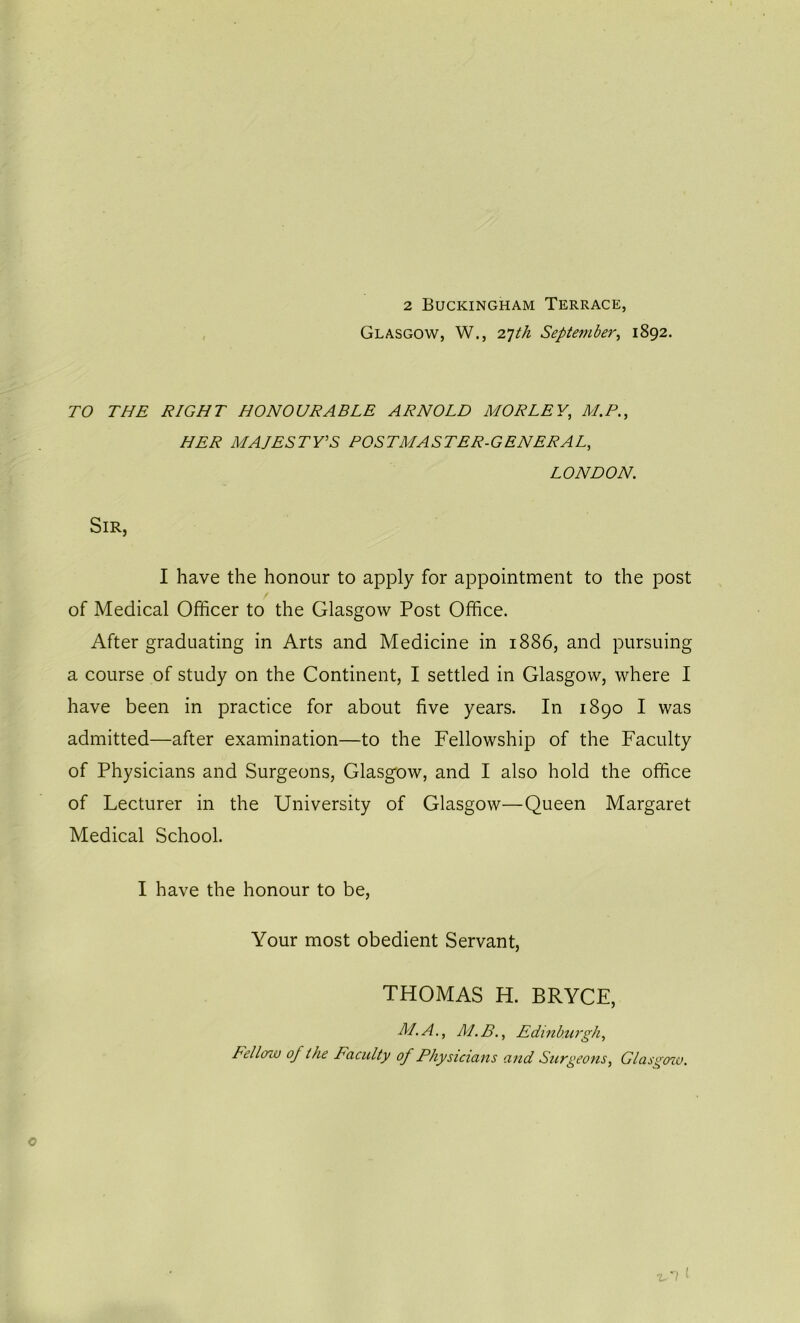 2 Buckingham Terrace,
Glasgow, W., 27th September, 1892.
TO THE RIGHT HONOURABLE ARNOLD MORLEY, M.P.,
HER MAJESTY'S POSTMASTER-GENERAL,
LONDON.
Sir,
I have the honour to apply for appointment to the post
of Medical Officer to the Glasgow Post Office.
After graduating in Arts and Medicine in 1886, and pursuing
a course of study on the Continent, I settled in Glasgow, where I
have been in practice for about five years. In 1890 I was
admitted—after examination—to the Fellowship of the Faculty
of Physicians and Surgeons, Glasgow, and I also hold the office
of Lecturer in the University of Glasgow—Queen Margaret
Medical School.
I have the honour to be,
Your most obedient Servant,
THOMAS H. BRYCE,
M.A., M.B., Edinburgh,
Fellow of the Faculty of Physicians and Surgeons, Glasgow.